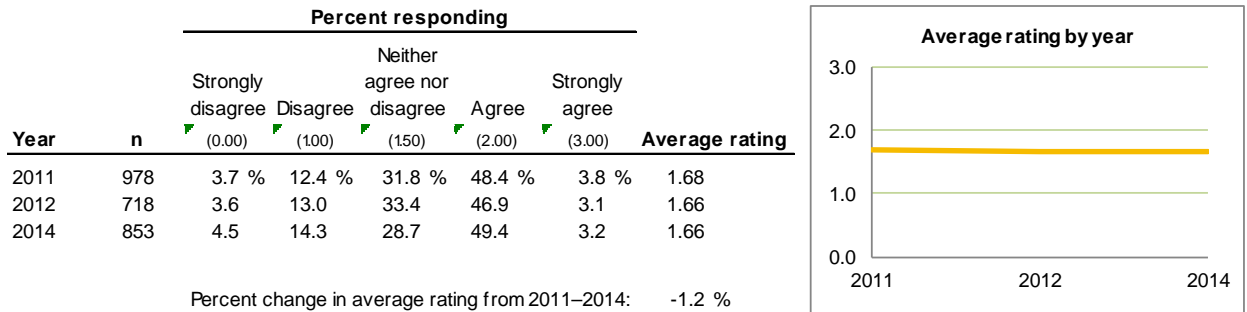 Percent responding
Neither
Strongly agree nor Strongly
disagree Disagree disagree Agree agree
Year n (0.00) (1.00) (1.50) (2.00) (3.00) Average rating
2011 978 3.7 % 12.4 % 31.8 % 48.4 % 3.8 % 1.68
2012 718 3.6 13.0 33.4 46.9 3.1 1.66
2014 853 4.5 14.3 28.7 49.4 3.2 1.66
Percent change in average rating from 2011–2014: -1.2 %
Average rating by year
3.0
2.0
1.0
0.0
2011 2012 2014